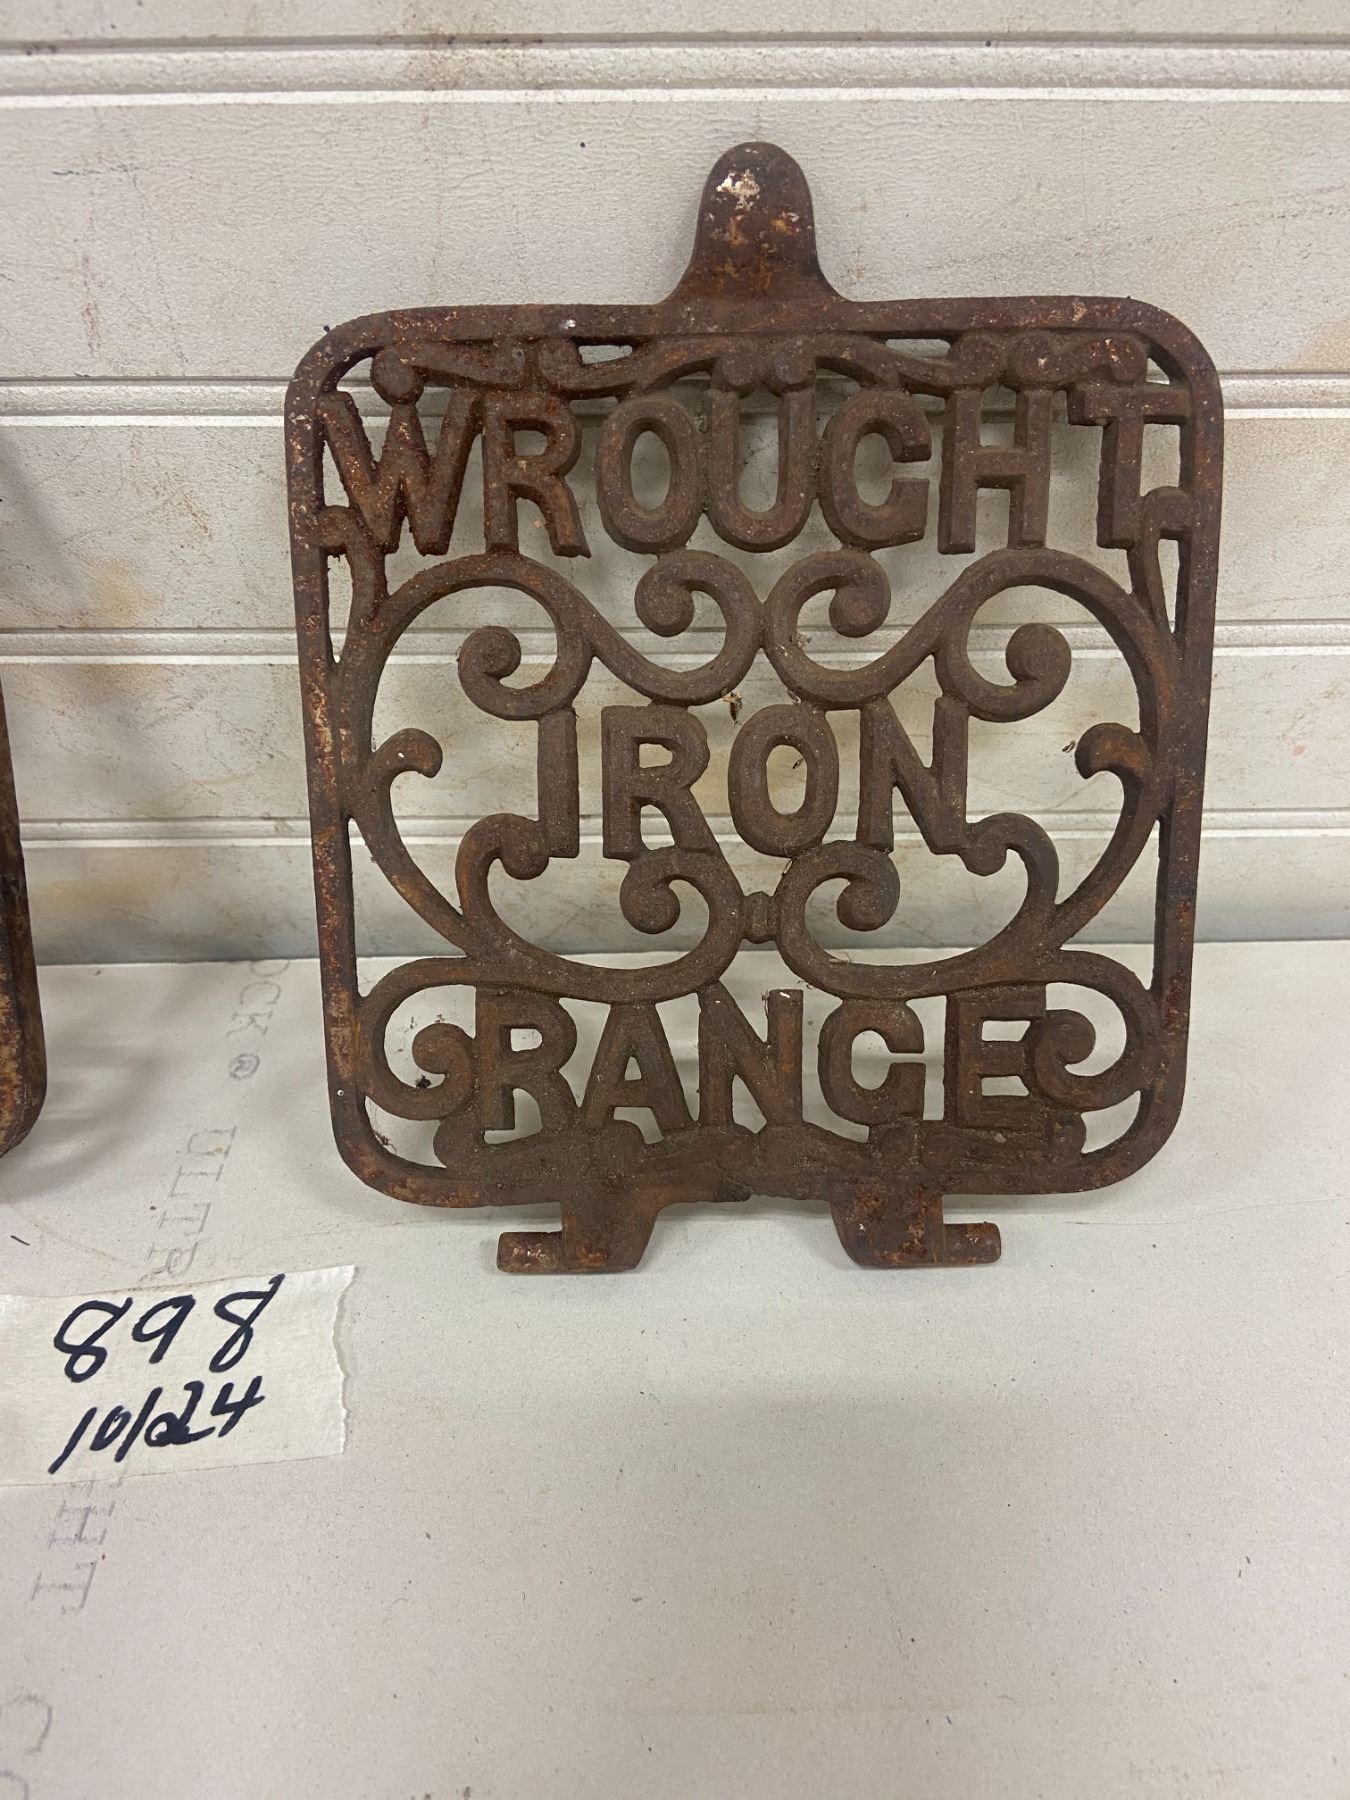 WROUGHT
IRON
RANGE
898
10/24